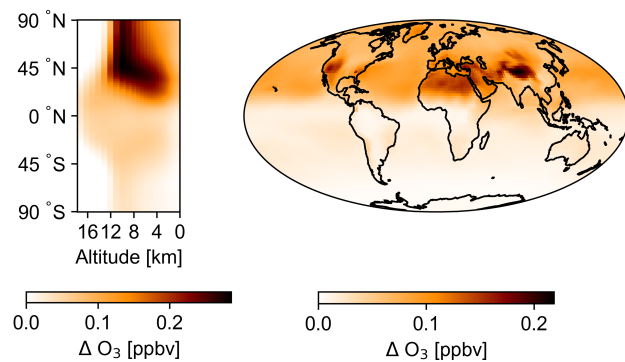 90 °N
45 °N
0 °N
45 °S
90 °S
16 12 8 4 0
Altitude [km]
0.0 0.1 0.2
Δ O₃ [ppbv]
0.0 0.1 0.2
Δ O₃ [ppbv]